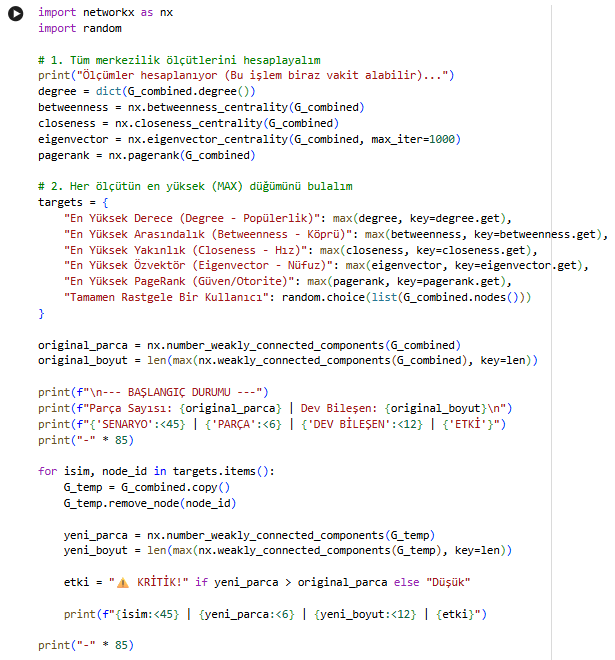 import networkx as nx
import random

# 1. Tüm merkezilik ölçütlerini hesaplayalım
print("Ölçümler hesaplanıyor (Bu işlem biraz vakit alabilir)...")
degree = dict(G_combined.degree())
betweenness = nx.betweenness_centrality(G_combined)
closeness = nx.closeness_centrality(G_combined)
eigenvector = nx.eigenvector_centrality(G_combined, max_iter=1000)
pagerank = nx.pagerank(G_combined)

# 2. Her ölçütün en yüksek (MAX) düğümünü bulalım
targets = {
    "En Yüksek Derece (Degree - Popülerlik)": max(degree, key=degree.get),
    "En Yüksek Arasındalık (Betweenness - Köprü)": max(betweenness, key=betweenness.get),
    "En Yüksek Yakınlık (Closeness - Hız)": max(closeness, key=closeness.get),
    "En Yüksek Özvektör (Eigenvector - Nüfuz)": max(eigenvector, key=eigenvector.get),
    "En Yüksek PageRank (Güven/Otorite)": max(pagerank, key=pagerank.get),
    "Tamamen Rastgele Bir Kullanıcı": random.choice(list(G_combined.nodes()))
}

original_parca = nx.number_weakly_connected_components(G_combined)
original_boyut = len(max(nx.weakly_connected_components(G_combined), key=len))

print(f"\n--- BAŞLANGIÇ DURUMU ---")
print(f"Parça Sayısı: {original_parca} | Dev Bileşen: {original_boyut}\n")
print(f"{'SENARYO':<45} | {'PARÇA':<6} | {'DEV BİLEŞEN':<12} | {'ETKİ'}")
print("-" * 85)

for isim, node_id in targets.items():
    G_temp = G_combined.copy()
    G_temp.remove_node(node_id)

    yeni_parca = nx.number_weakly_connected_components(G_temp)
    yeni_boyut = len(max(nx.weakly_connected_components(G_temp), key=len))

    etki = "⚠️ KRİTİK!" if yeni_parca > original_parca else "Düşük"

    print(f"{isim:<45} | {yeni_parca:<6} | {yeni_boyut:<12} | {etki}")

print("-" * 85)